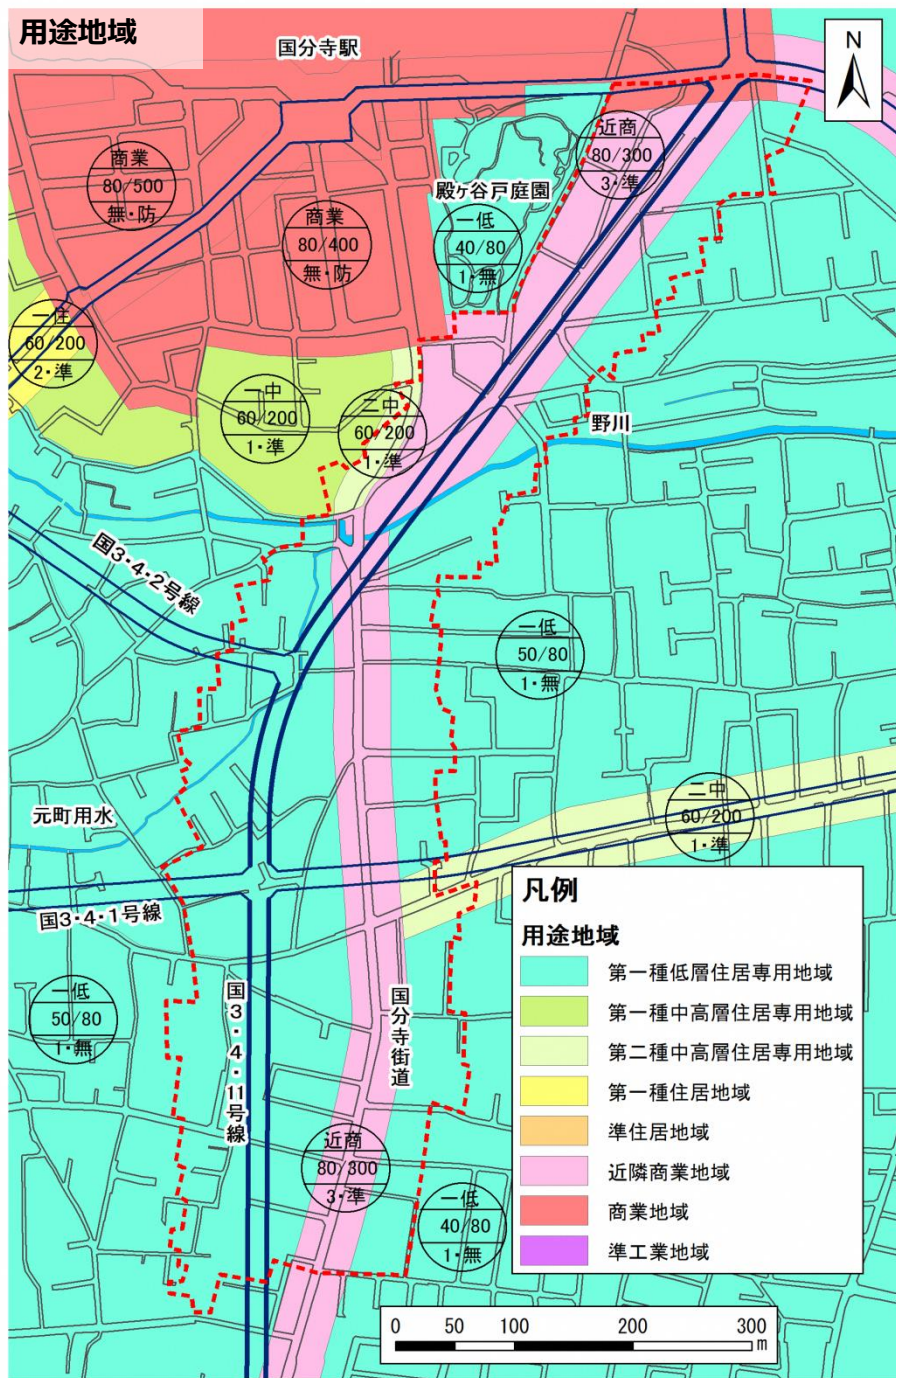 用途地域
国分寺駅
N
商業
80/500
無・防
近商
80/300
3・準
殿ヶ谷戸庭園
商業
80/400
無・防
一低
40/80
1・無
一住
60/200
2・準
一中
60/200
1・準
二中
60/200
1・準
野川
国3・4・2号線
一低
50/80
1・無
元町用水
二中
60/200
1・準
国3・4・1号線
一低
50/80
1・無
国3・4・11号線
国分寺街道
近商
80/300
3・準
一低
40/80
1・無
凡例
用途地域
第一種低層住居専用地域
第一種中高層住居専用地域
第二種中高層住居専用地域
第一種住居地域
準住居地域
近隣商業地域
商業地域
準工業地域
0 50 100 200 300
m